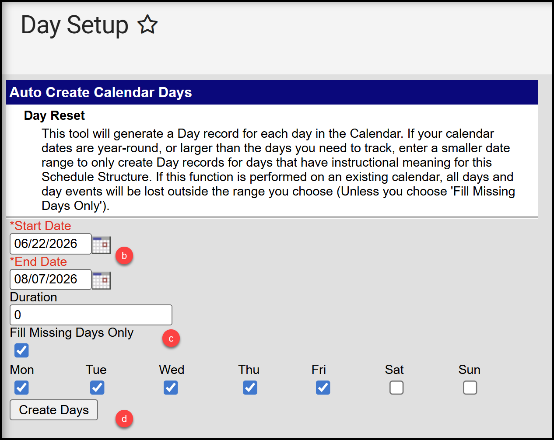 Day Setup
Auto Create Calendar Days
Day Reset
This tool will generate a Day record for each day in the Calendar. If your calendar
dates are year-round, or larger than the days you need to track, enter a smaller date
range to only create Day records for days that have instructional meaning for this
Schedule Structure. If this function is performed on an existing calendar, all days and
day events will be lost outside the range you choose (Unless you choose 'Fill Missing
Days Only').
*Start Date
06/22/2026
b
*End Date
08/07/2026
Duration
0
Fill Missing Days Only
c
Mon Tue Wed Thu Fri Sat Sun
Create Days
d